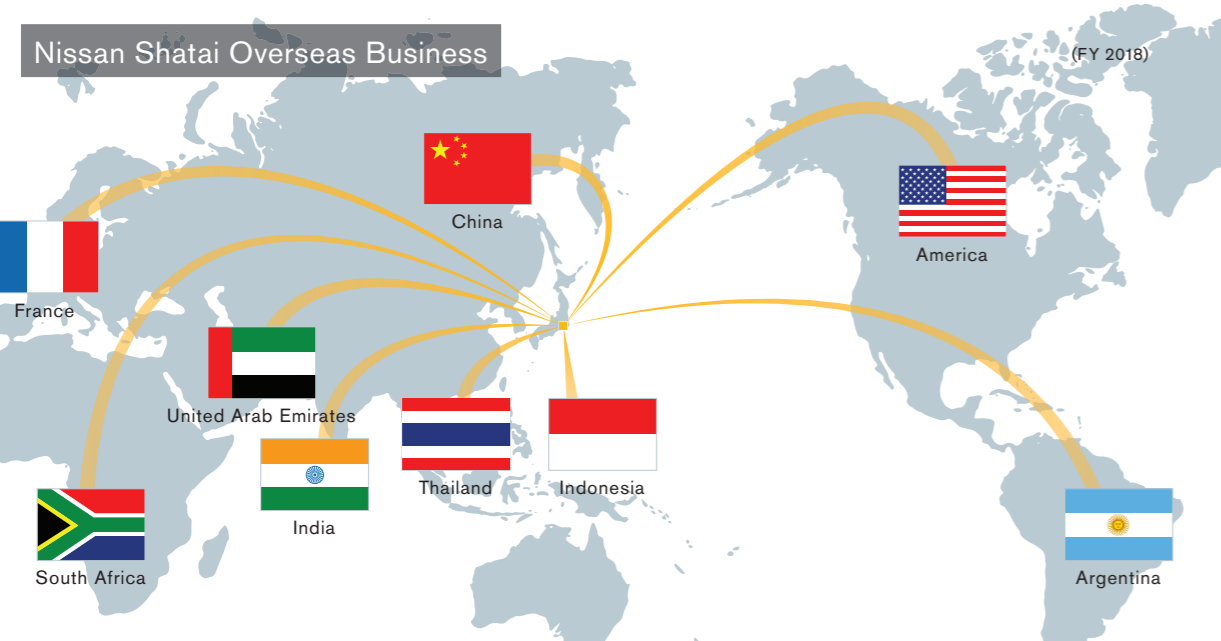 Nissan Shatai Overseas Business
(FY 2018)
China
America
France
United Arab Emirates
Thailand
Indonesia
India
South Africa
Argentina